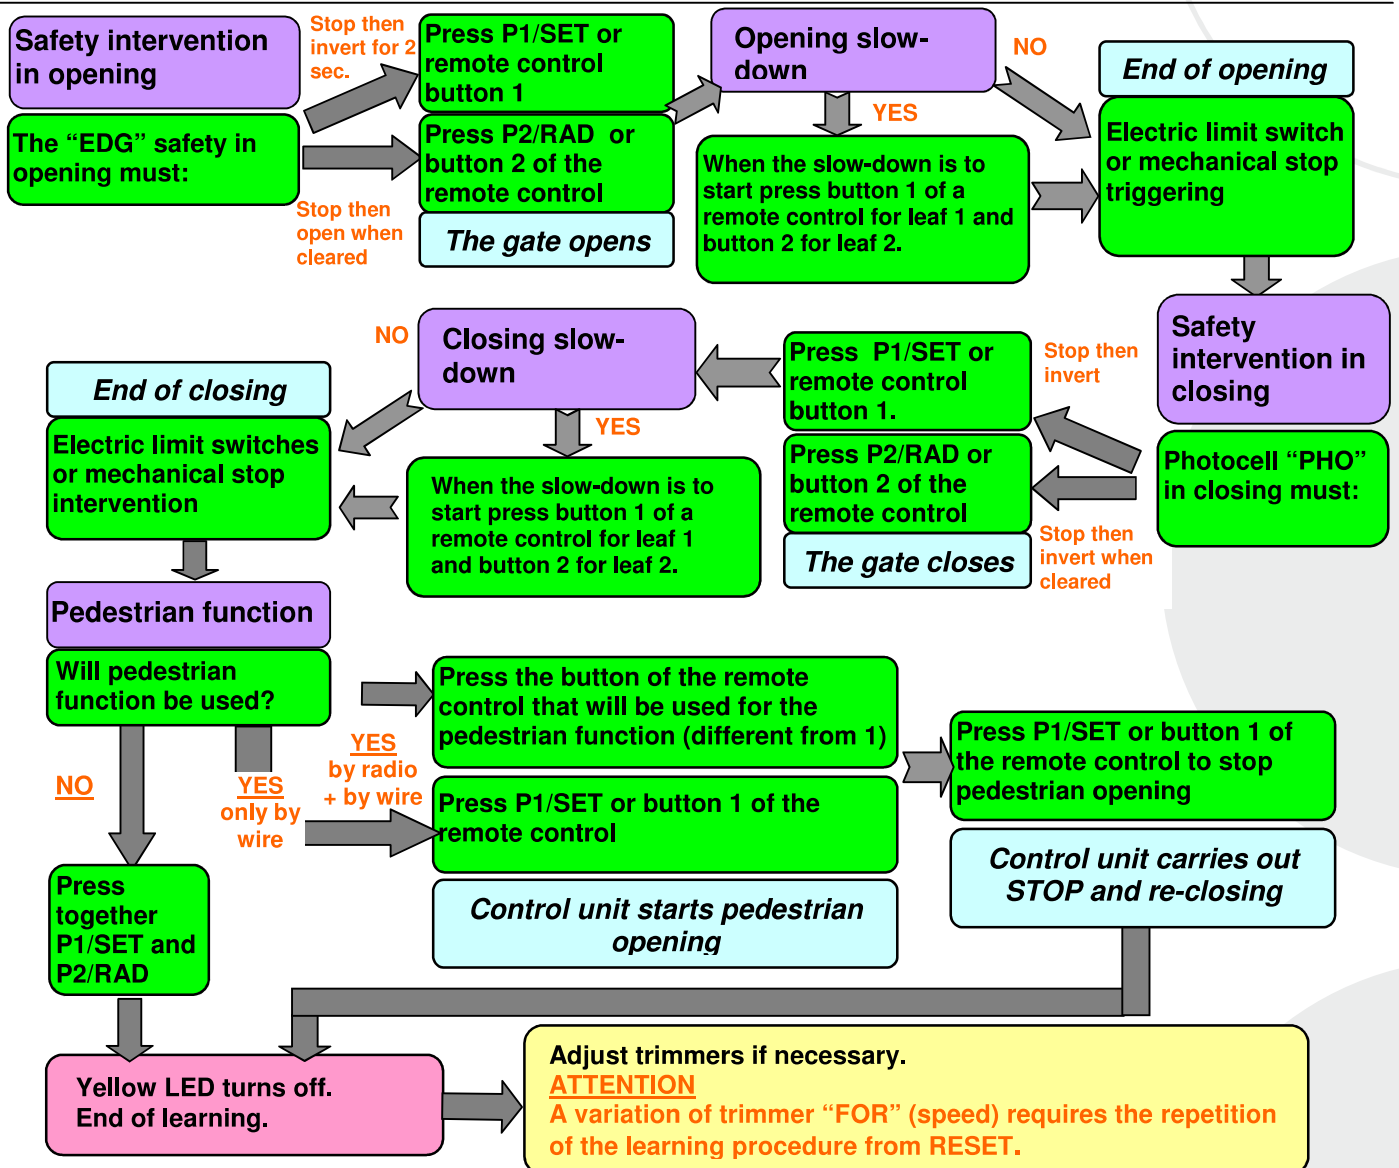 Safety intervention
in opening
The “EDG” safety in
opening must:
Stop then
invert for 2
sec.
Stop then
open when
cleared
Press P1/SET or
remote control
button 1
Press P2/RAD or
button 2 of the
remote control
The gate opens
Opening slow-
down
YES
NO
When the slow-down is to
start press button 1 of a
remote control for leaf 1 and
button 2 for leaf 2.
End of opening
Electric limit switch
or mechanical stop
triggering
Safety
intervention in
closing
Photocell “PHO”
in closing must:
Stop then
invert
Stop then
invert when
cleared
Press P1/SET or
remote control
button 1.
Press P2/RAD or
button 2 of the
remote control
The gate closes
Closing slow-
down
NO
YES
When the slow-down is to
start press button 1 of a
remote control for leaf 1
and button 2 for leaf 2.
End of closing
Electric limit switches
or mechanical stop
intervention
Pedestrian function
Will pedestrian
function be used?
NO
YES
only by
wire
YES
by radio
+ by wire
Press the button of the remote
control that will be used for the
pedestrian function (different from 1)
Press P1/SET or button 1 of the
remote control
Control unit starts pedestrian
opening
Press P1/SET or button 1 of
the remote control to stop
pedestrian opening
Control unit carries out
STOP and re-closing
Press
together
P1/SET and
P2/RAD
Yellow LED turns off.
End of learning.
Adjust trimmers if necessary.
ATTENTION
A variation of trimmer “FOR” (speed) requires the repetition
of the learning procedure from RESET.